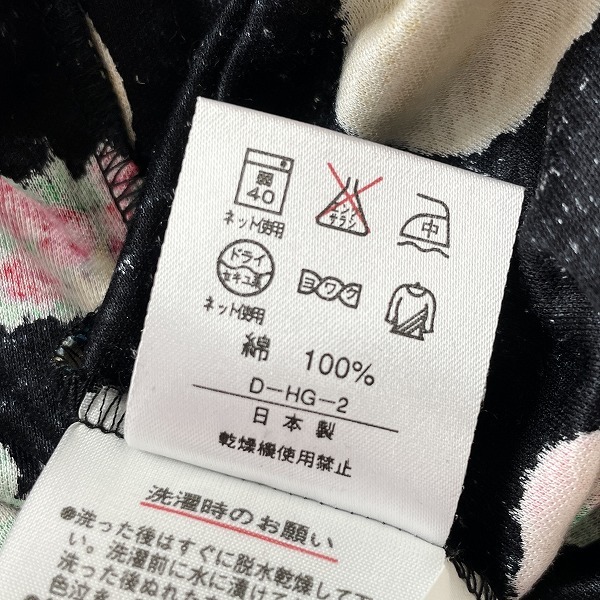 弱
40
ネット使用
エンソ
サラシ
中
ドライ
セキユ系
ネット使用
ヨワク
綿 100%
D-HG-2
日本製
乾燥機使用禁止
洗濯時のお願い
●洗った後はすぐに脱水乾燥して下
い。洗濯前に水に漬けて
洗った後ぬれた
色泣き